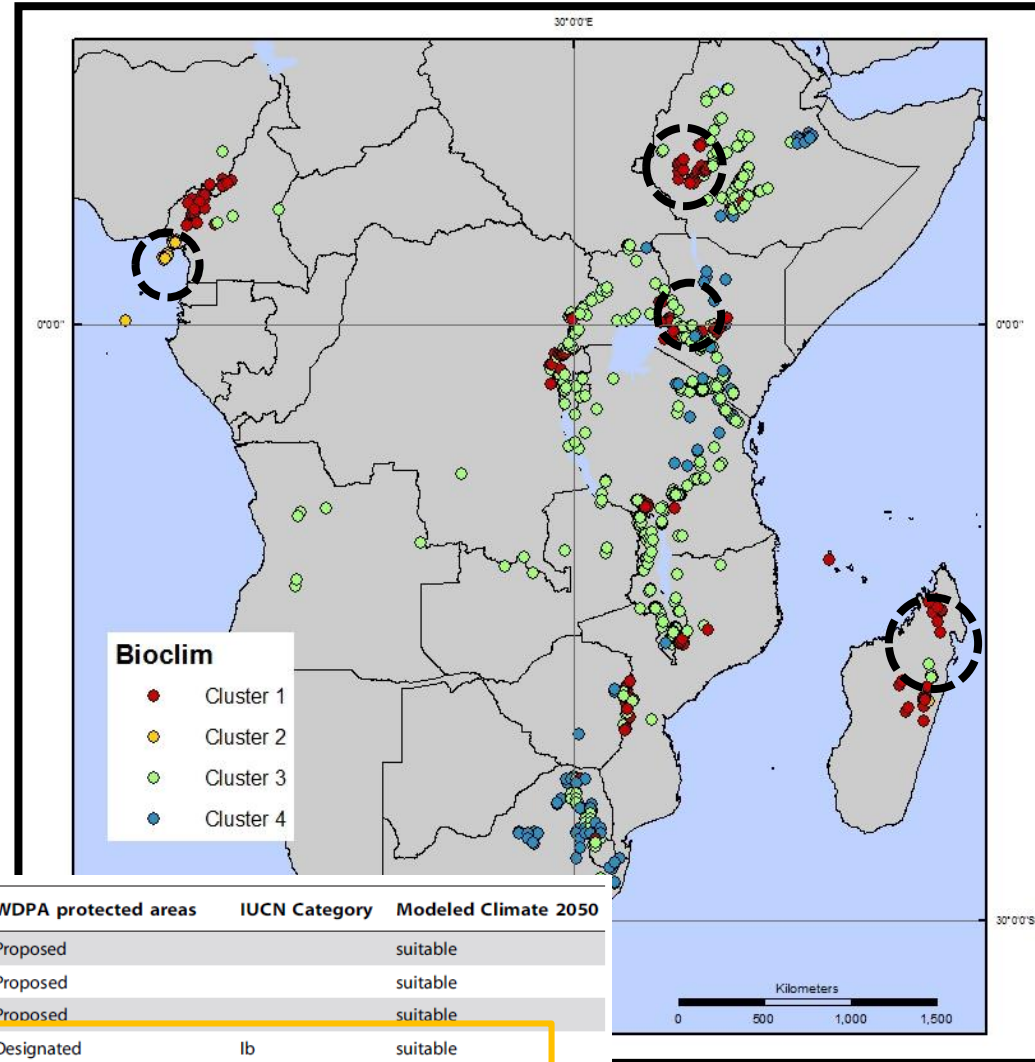 30°0'0"E
0°0'0"
0°0'0"
Bioclim
Cluster 1
Cluster 2
Cluster 3
Cluster 4
WDPA protected areas IUCN Category Modeled Climate 2050
Proposed suitable
Proposed suitable
Proposed suitable
Designated Ib suitable
30°0'0"S
Kilometers
0 500 1,000 1,500